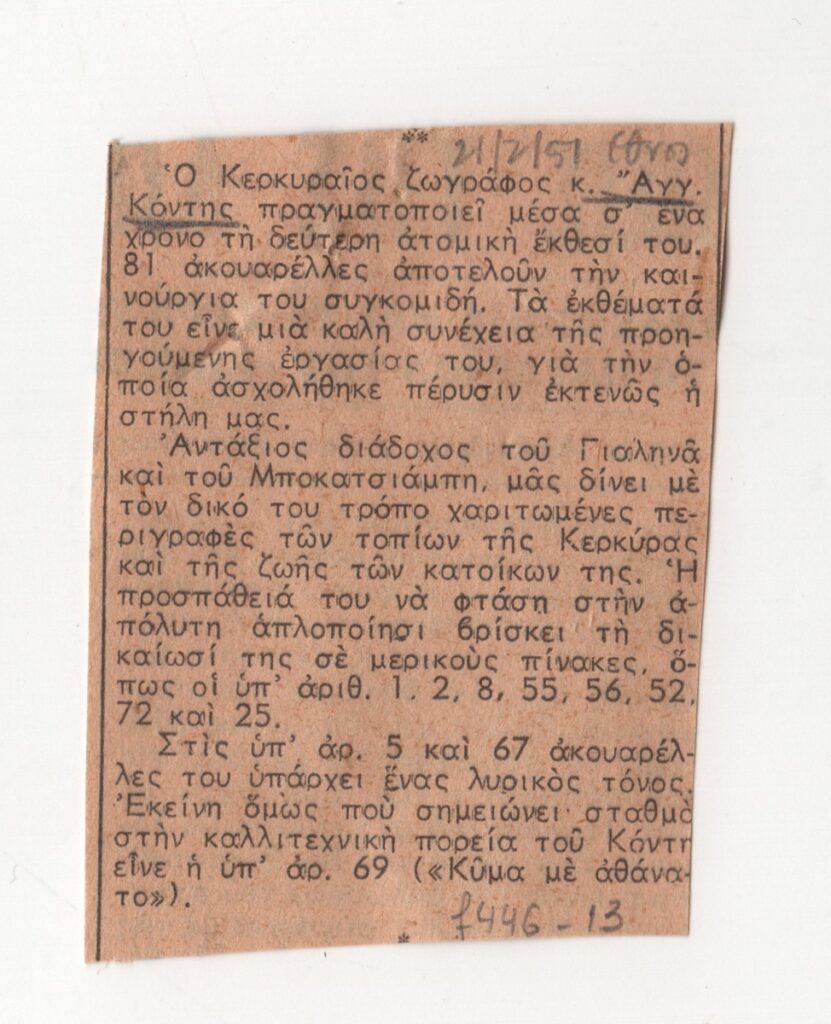 **
21/2/51 Έθνο
Ὁ Κερκυραῖος ζωγράφος κ. Ἄγγ.
Κόντης πραγματοποιεῖ μέσα σ' ἕνα
χρόνο τὴ δεύτερη ἀτομικὴ ἔκθεσί του.
81 ἀκουαρέλλες ἀποτελοῦν τὴν και-
νούργια του συγκομιδή. Τὰ ἐκθέματά
του εἶνε μιὰ καλὴ συνέχεια τῆς προη-
γούμενης ἐργασίας του, γιὰ τὴν ὁ-
ποία ἀσχολήθηκε πέρυσιν ἐκτενῶς ἡ
στήλη μας.
Ἀντάξιος διάδοχος τοῦ Γιαληνᾶ
καὶ τοῦ Μποκατσιάμπη, μᾶς δίνει μὲ
τὸν δικό του τρόπο χαριτωμένες πε-
ριγραφὲς τῶν τοπίων τῆς Κερκύρας
καὶ τῆς ζωῆς τῶν κατοίκων της. Ἡ
προσπάθειά του νὰ φτάση στὴν ἀ-
πόλυτη ἁπλοποίησι βρίσκει τὴ δι-
καίωσί της σὲ μερικοὺς πίνακες, ὅ-
πως οἱ ὑπ' ἀριθ. 1, 2, 8, 55, 56, 52,
72 καὶ 25.
Στὶς ὑπ' ἀρ. 5 καὶ 67 ἀκουαρέλ-
λες του ὑπάρχει ἕνας λυρικὸς τόνος.
Ἐκείνη ὅμως ποὺ σημειώνει σταθμὸ
στὴν καλλιτεχνικὴ πορεία τοῦ Κόντη
εἶνε ἡ ὑπ' ἀρ. 69 («Κῦμα μὲ ἀθάνα-
το»).
*
f446-13